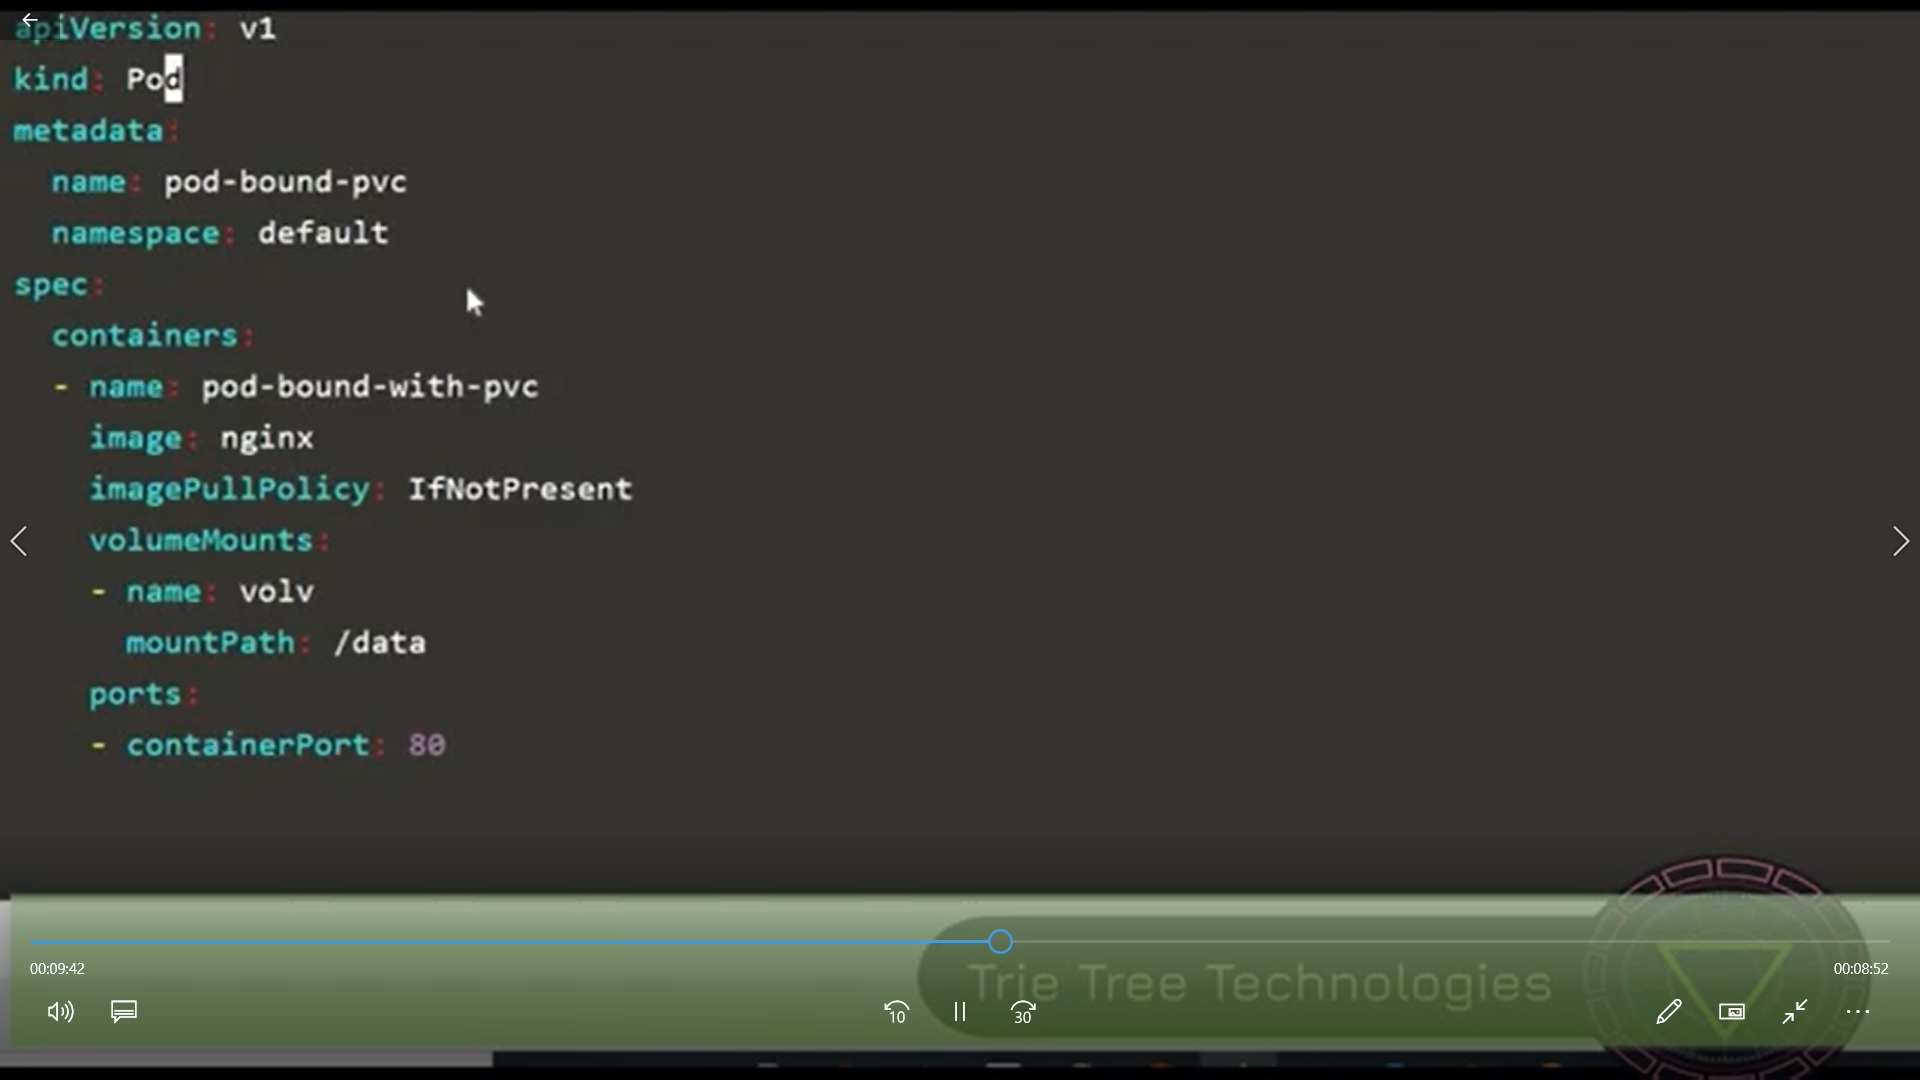 apiVersion: v1
kind: Pod
metadata:
  name: pod-bound-pvc
  namespace: default
spec:
  containers:
  - name: pod-bound-with-pvc
    image: nginx
    imagePullPolicy: IfNotPresent
    volumeMounts:
    - name: volv
      mountPath: /data
    ports:
    - containerPort: 80
00:09:42
00:08:52
Trie Tree Technologies
10
30